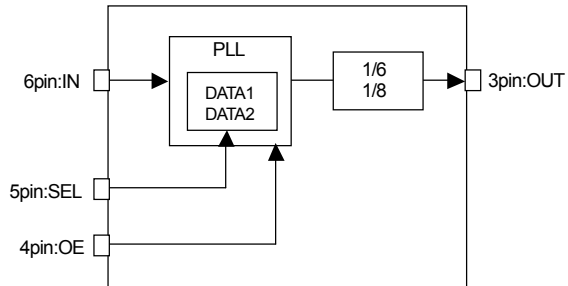 PLL
6pin:IN
DATA1
DATA2
1/6
1/8
3pin:OUT
5pin:SEL
4pin:OE